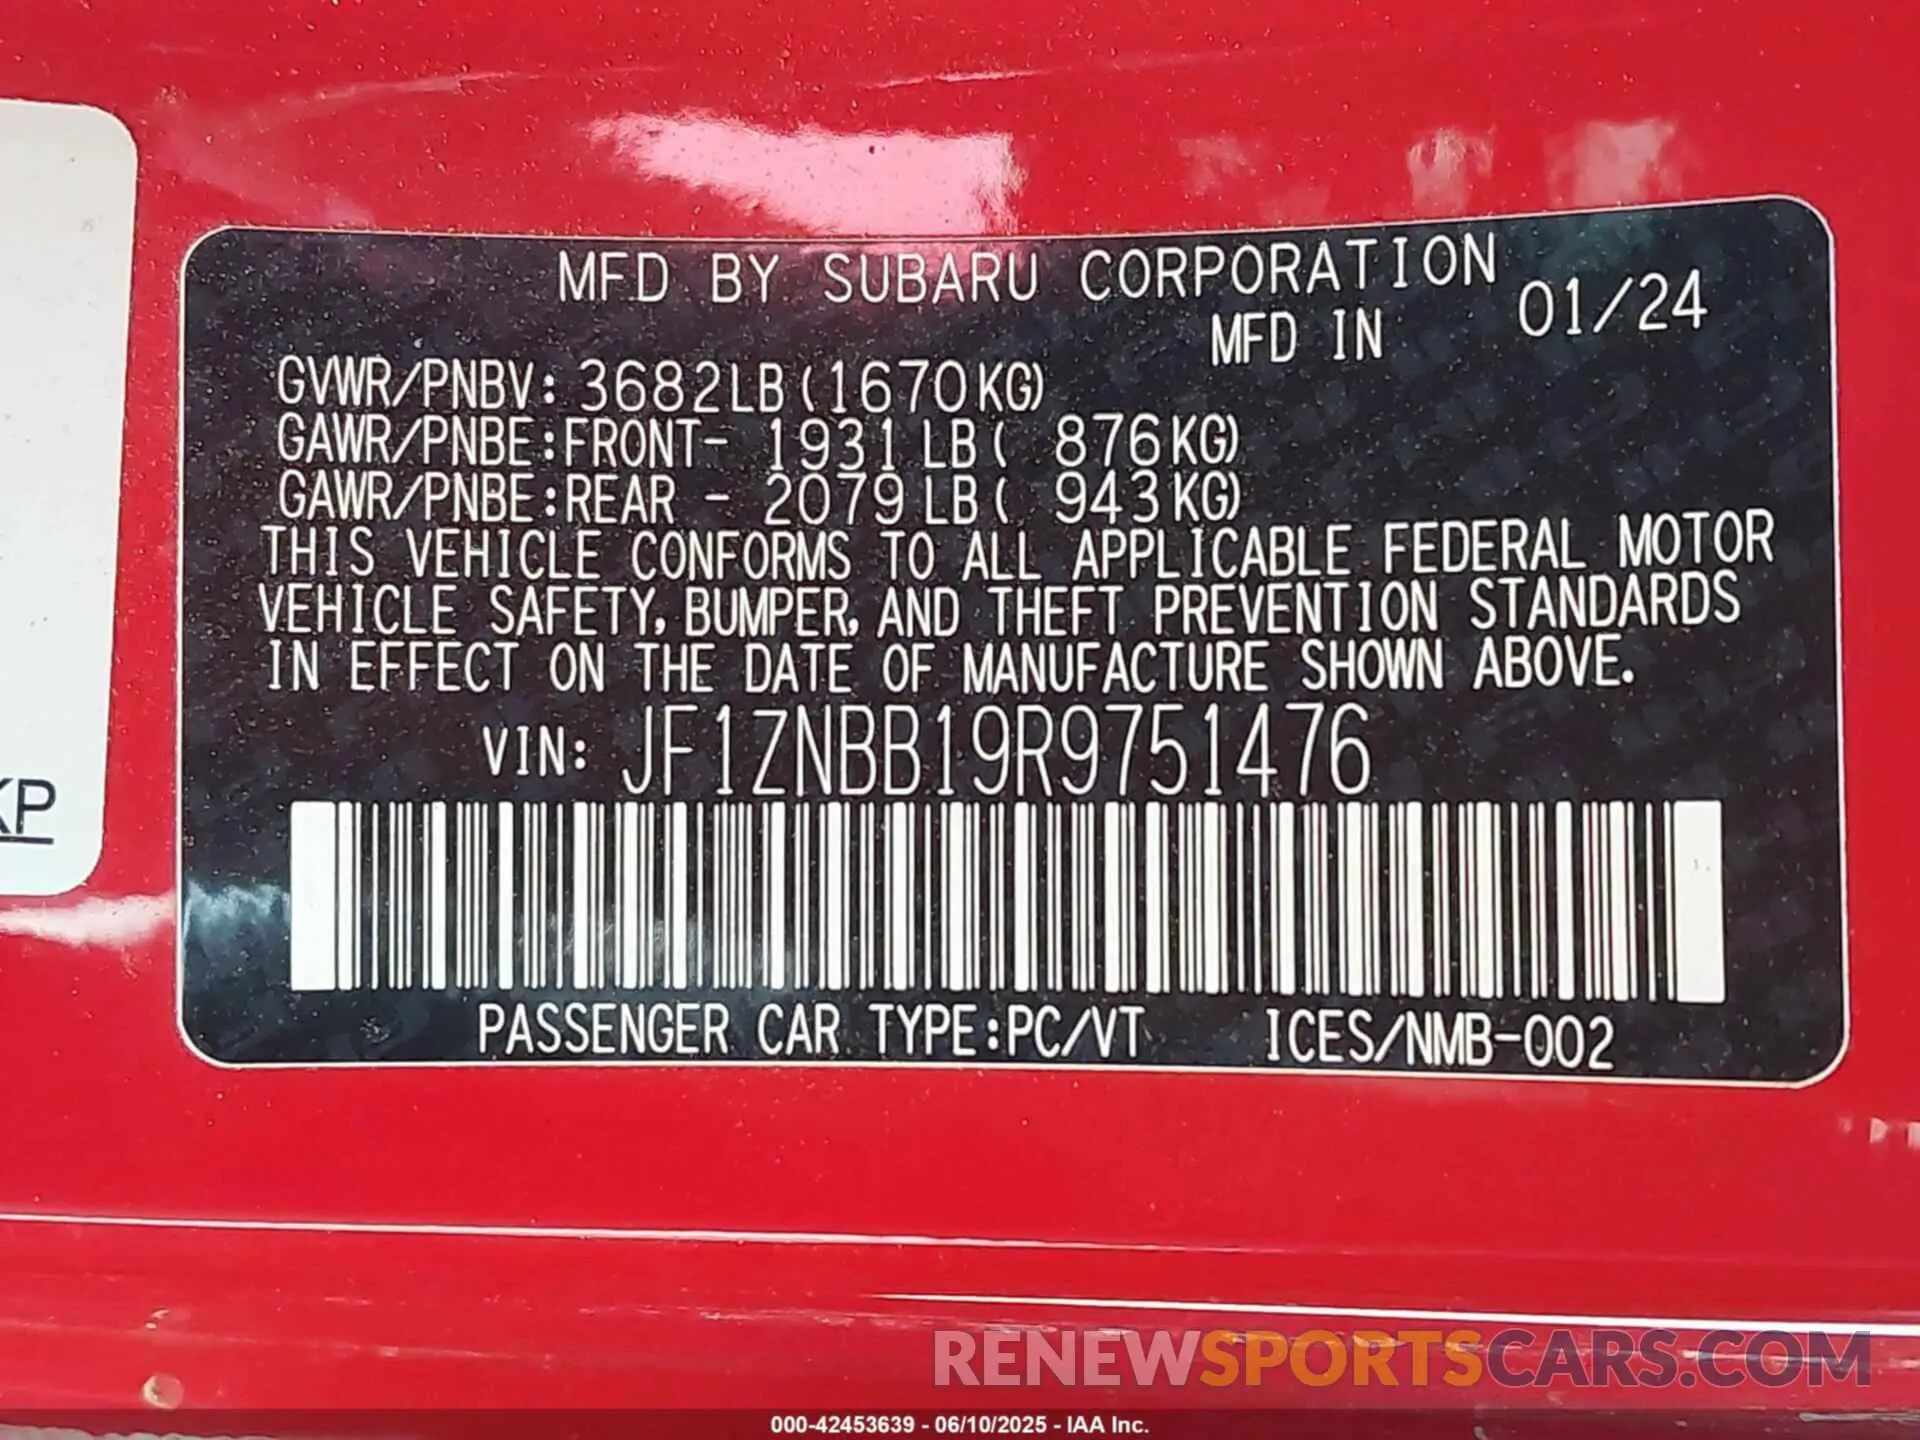 MFD BY SUBARU CORPORATION
MFD IN 01/24
GVWR/PNBV: 3682LB(1670KG)
GAWR/PNBE:FRONT- 1931 LB( 876KG)
GAWR/PNBE:REAR - 2079LB( 943KG)
THIS VEHICLE CONFORMS TO ALL APPLICABLE FEDERAL MOTOR
VEHICLE SAFETY, BUMPER, AND THEFT PREVENTION STANDARDS
IN EFFECT ON THE DATE OF MANUFACTURE SHOWN ABOVE.
VIN: JF1ZNBB19R9751476
KP
PASSENGER CAR TYPE:PC/VT ICES/NMB-002
RENEWSPORTSCARS.COM
000-42453639 - 06/10/2025 - IAA Inc.